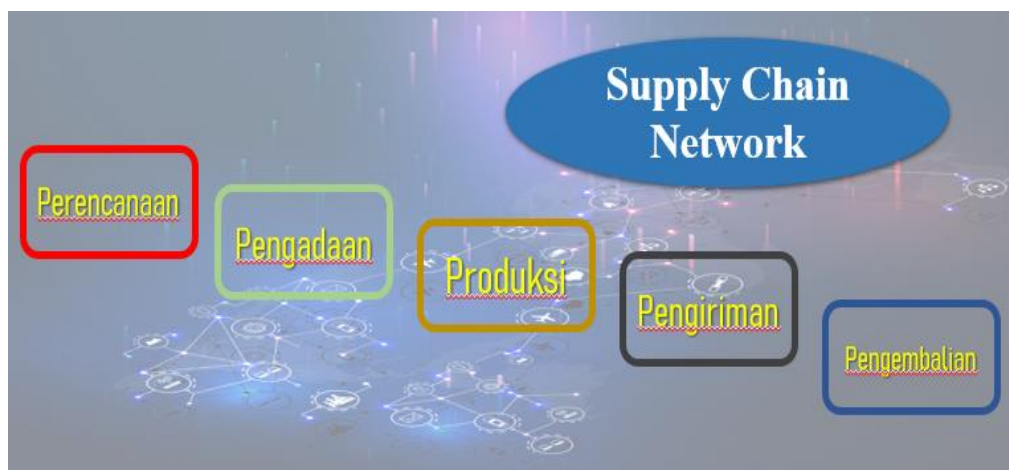 Supply Chain
Network
Perencanaan
Pengadaan
Produksi
Pengiriman
Pengembalian